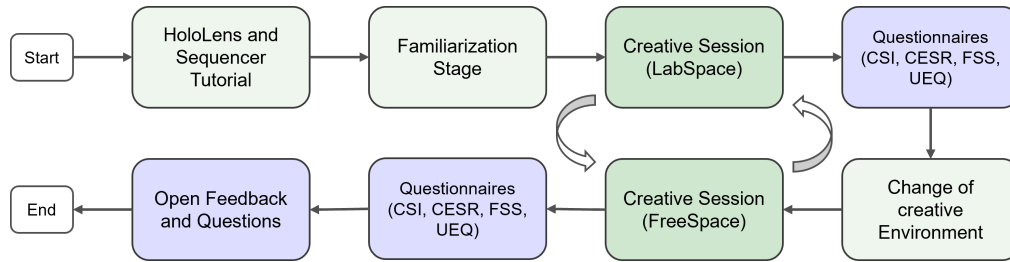 Start
HoloLens and
Sequencer
Tutorial
Familiarization
Stage
Creative Session
(LabSpace)
Questionnaires
(CSI, CESR, FSS,
UEQ)
End
Open Feedback
and Questions
Questionnaires
(CSI, CESR, FSS,
UEQ)
Creative Session
(FreeSpace)
Change of
creative
Environment